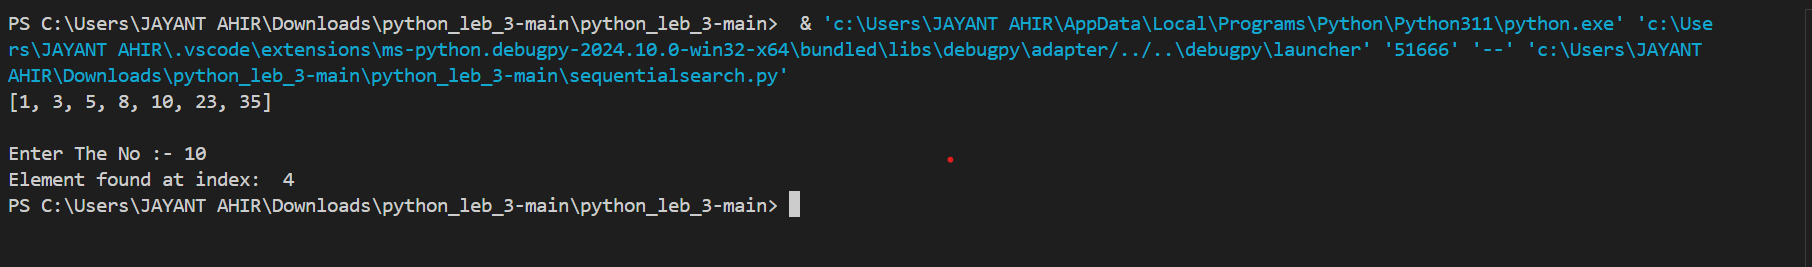 PS C:\Users\JAYANT AHIR\Downloads\python_leb_3-main\python_leb_3-main>  & 'c:\Users\JAYANT AHIR\AppData\Local\Programs\Python\Python311\python.exe' 'c:\Use
rs\JAYANT AHIR\.vscode\extensions\ms-python.debugpy-2024.10.0-win32-x64\bundled\libs\debugpy\adapter/../..\debugpy\launcher' '51666' '--' 'c:\Users\JAYANT 
AHIR\Downloads\python_leb_3-main\python_leb_3-main\sequentialsearch.py'
[1, 3, 5, 8, 10, 23, 35]
Enter The No :- 10
Element found at index:  4
PS C:\Users\JAYANT AHIR\Downloads\python_leb_3-main\python_leb_3-main>